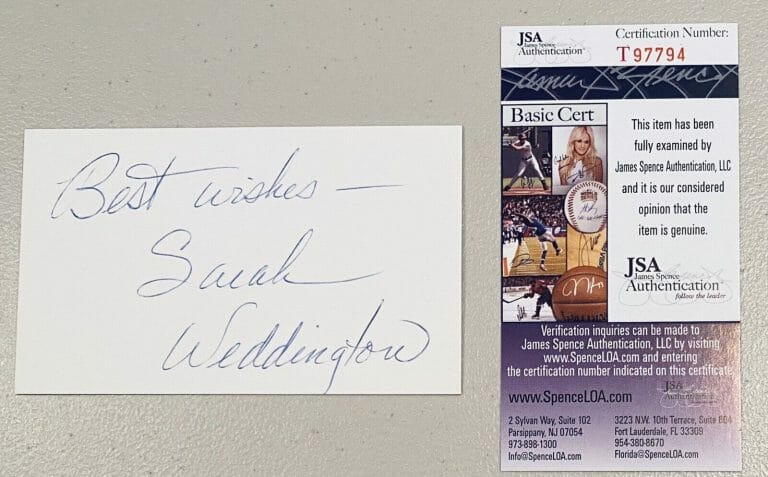 Best wishes —
Sarah
Weddington
JSA
James Spence
Authentication
Certification Number:
T 97794
James Spence
Basic Cert
This item has been
fully examined by
James Spence Authentication, LLC
and it is our considered
opinion that the
item is genuine.
JSA
James Spence
Authentication
follow the leader
Verification inquiries can be made to
James Spence Authentication, LLC by visiting
www.SpenceLOA.com and entering
the certification number indicated on this certificate.
JSA
Authentication
www.SpenceLOA.com
2 Sylvan Way, Suite 102
Parsippany, NJ 07054
973-898-1300
Info@SpenceLOA.com
3223 N.W. 10th Terrace, Suite 604
Fort Lauderdale, FL 33309
954-380-8670
Florida@SpenceLOA.com